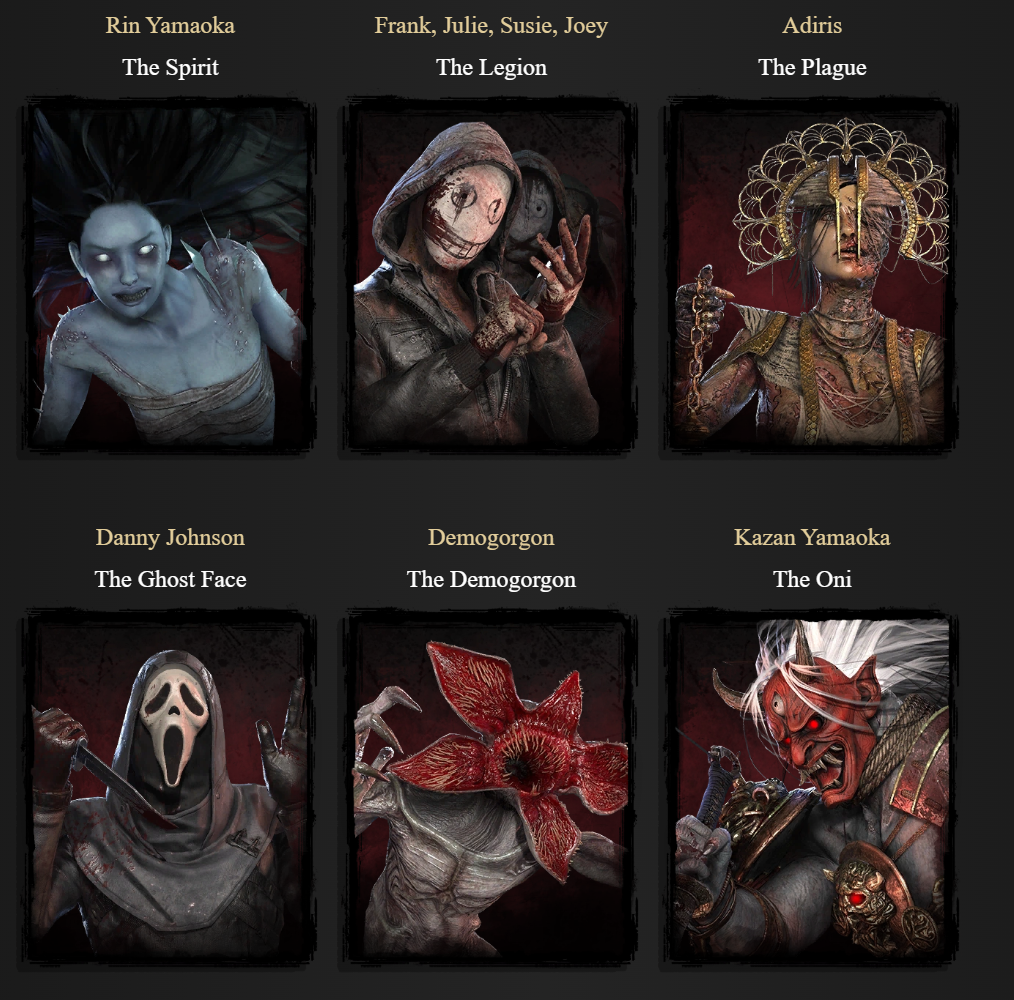 Rin Yamaoka
The Spirit
Frank, Julie, Susie, Joey
The Legion
Adiris
The Plague
Danny Johnson
The Ghost Face
Demogorgon
The Demogorgon
Kazan Yamaoka
The Oni